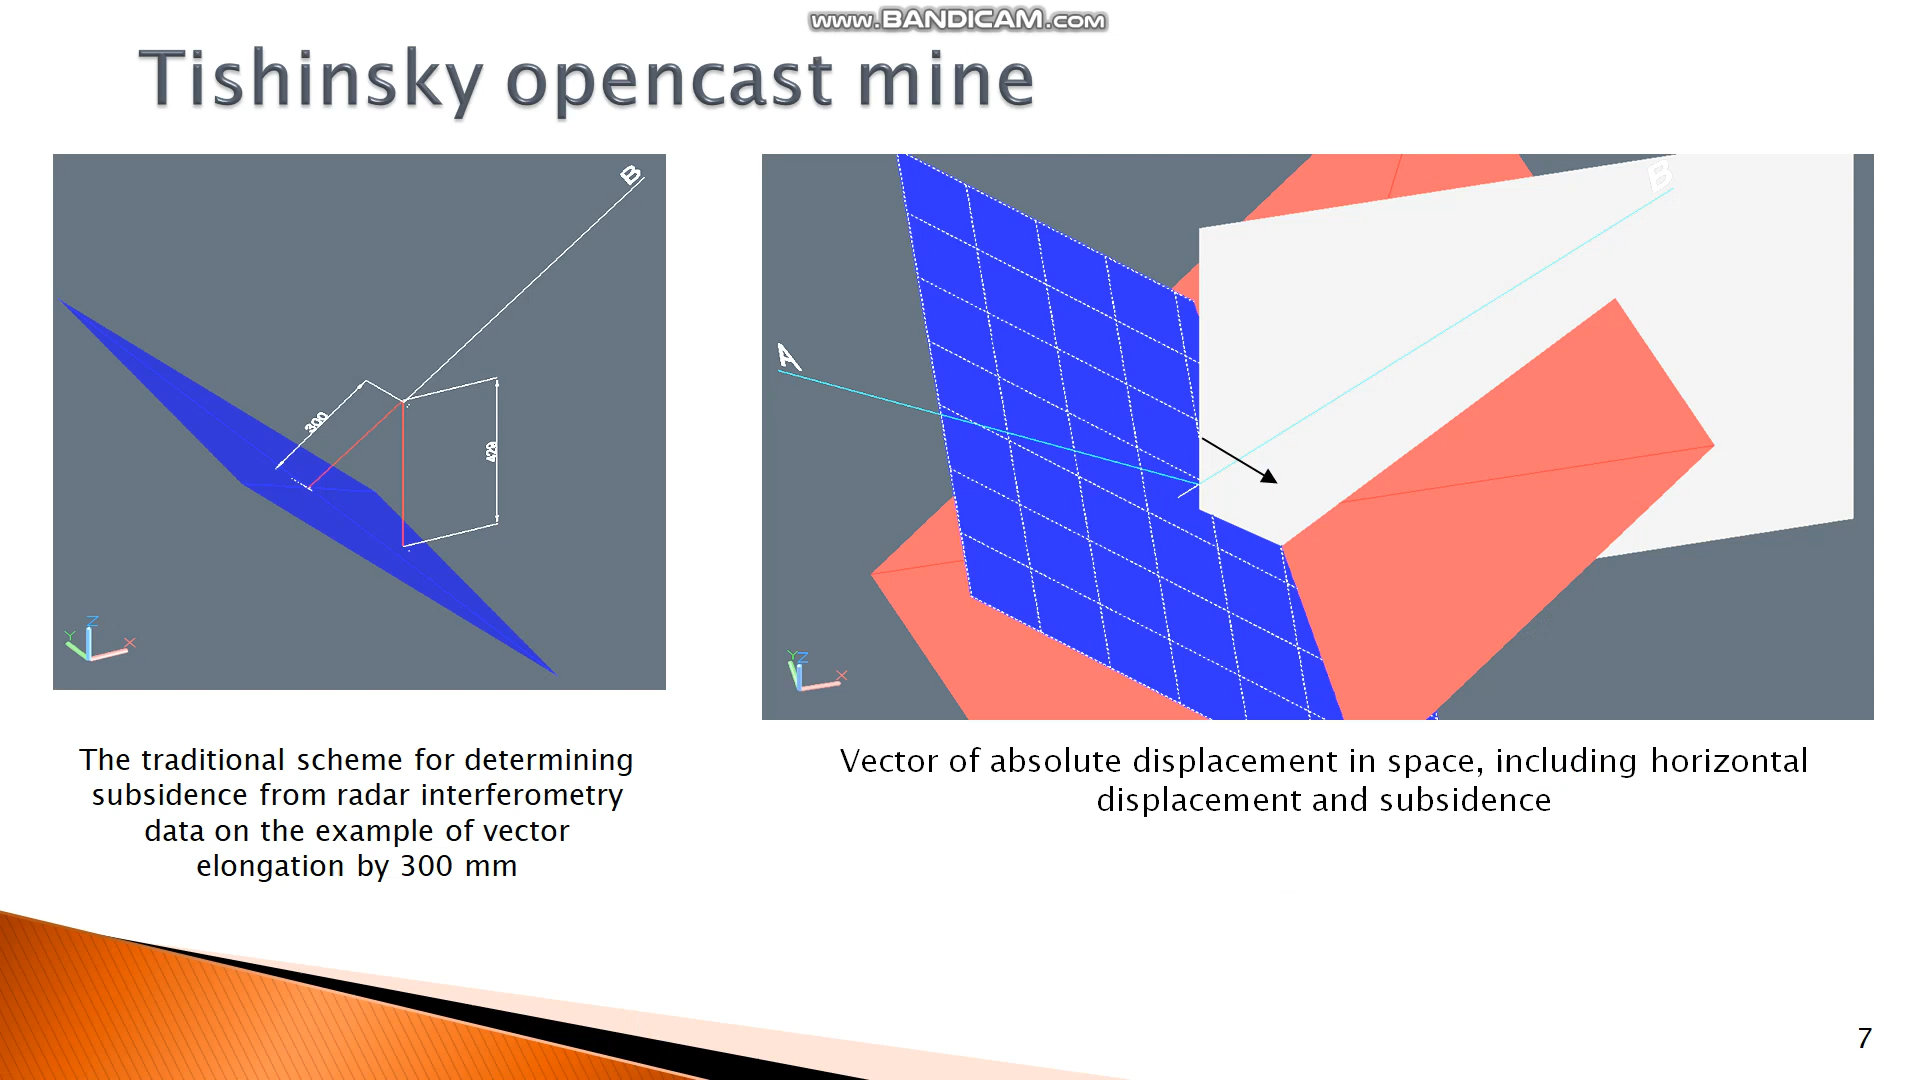 www.BANDICAM.com
Tishinsky opencast mine
B
300
429
Z
Y
X
A
B
Y
Z
X
The traditional scheme for determining
subsidence from radar interferometry
data on the example of vector
elongation by 300 mm
Vector of absolute displacement in space, including horizontal
displacement and subsidence
7